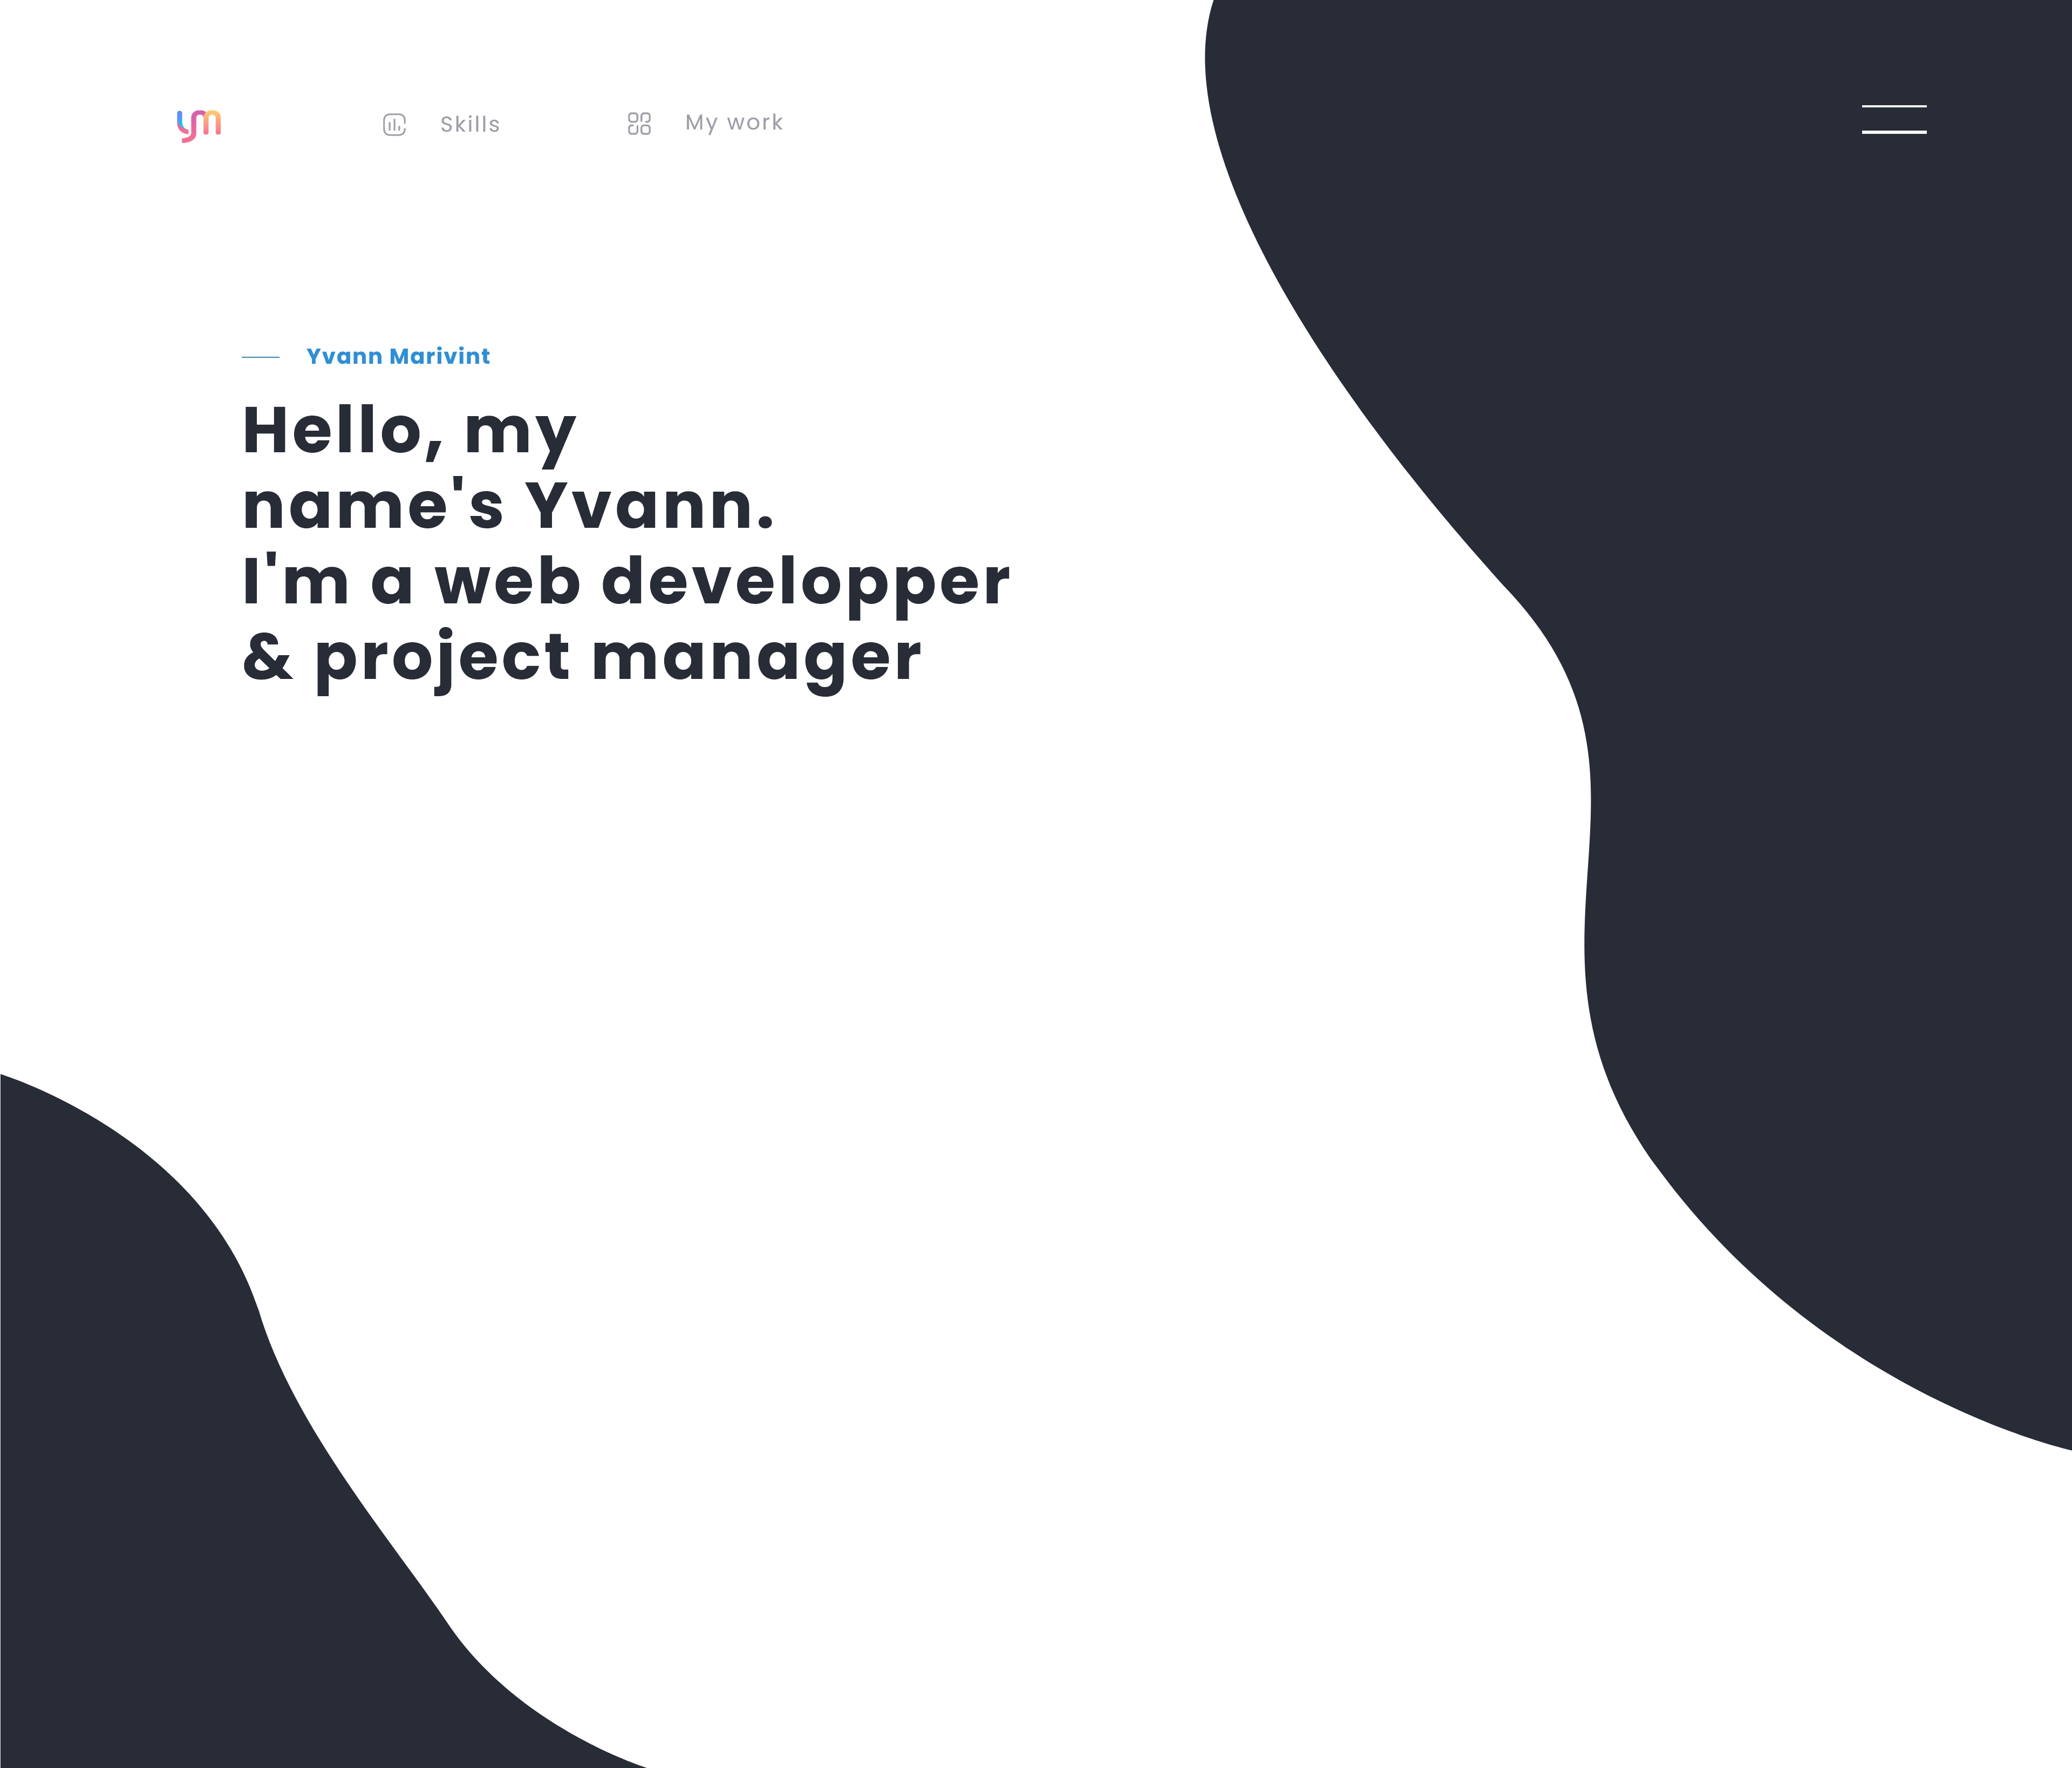 ym
Skills
My work
Yvann Marivint
Hello, my
name's Yvann.
I'm a web developper
& project manager